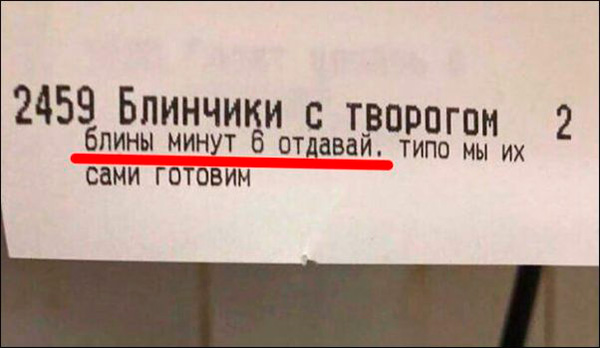 2459 Блинчики с творогом 2
блины минут 6 отдавай. типо мы их
сами готовим